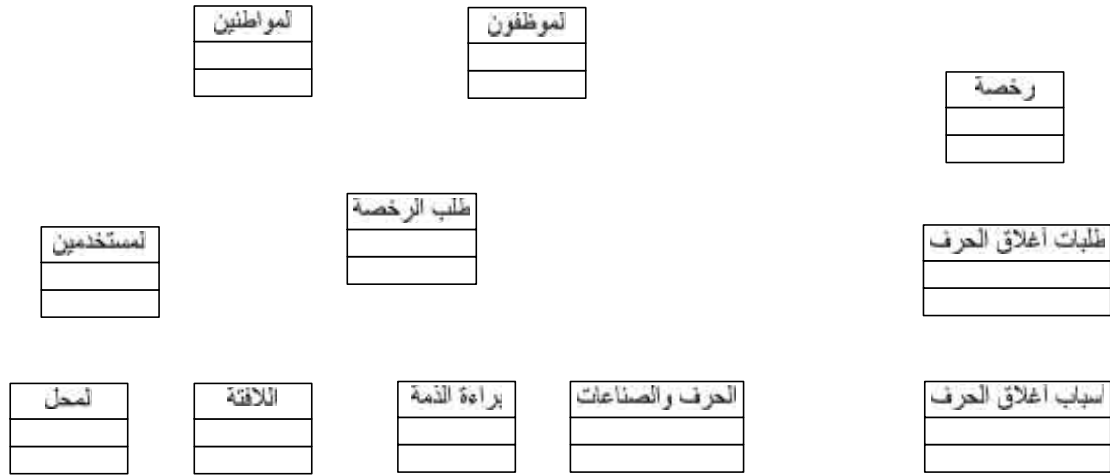 لموظفون
لمواطنين
رخصة
طلب الرخصة
طلبات أغلاق الحرف
لمستخدمين
أسباب أغلاق الحرف
الحرف والصناعات
براءة الذمة
اللافتة
لمحل